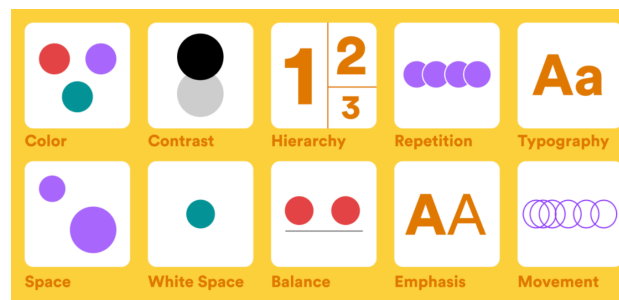 1
2
3
Aa
Color
Contrast
Hierarchy
Repetition
Typography
AA
Space
White Space
Balance
Emphasis
Movement